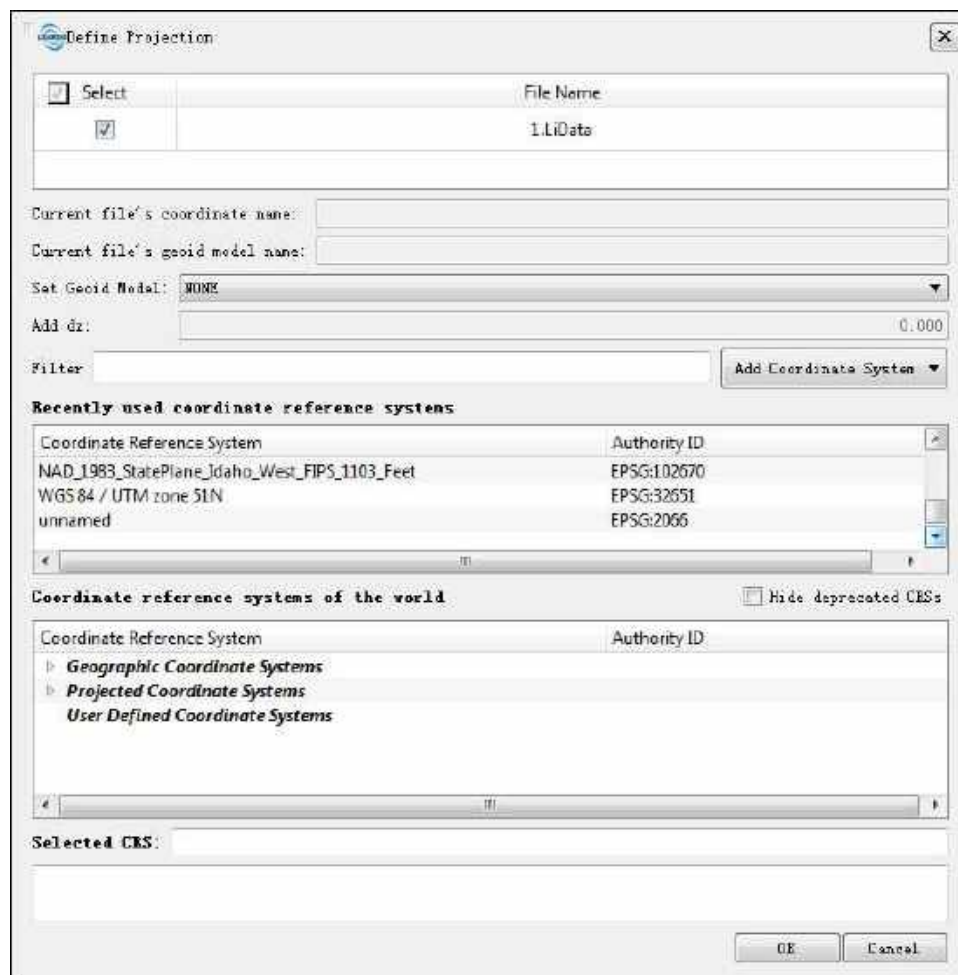 Define Projection
Select File Name
1.LiData
Current file's coordinate name:
Current file's geoid model name:
Set Geoid Model: NONE
Add dz: 0.000
Filter Add Coordinate System
Recently used coordinate reference systems
Coordinate Reference System Authority ID
NAD_1983_StatePlane_Idaho_West_FIPS_1103_Feet EPSG:102670
WGS 84 / UTM zone 51N EPSG:32651
unnamed EPSG:2066
Coordinate reference systems of the world Hide deprecated CRSs
Coordinate Reference System Authority ID
Geographic Coordinate Systems
Projected Coordinate Systems
User Defined Coordinate Systems
Selected CRS:
OK Cancel